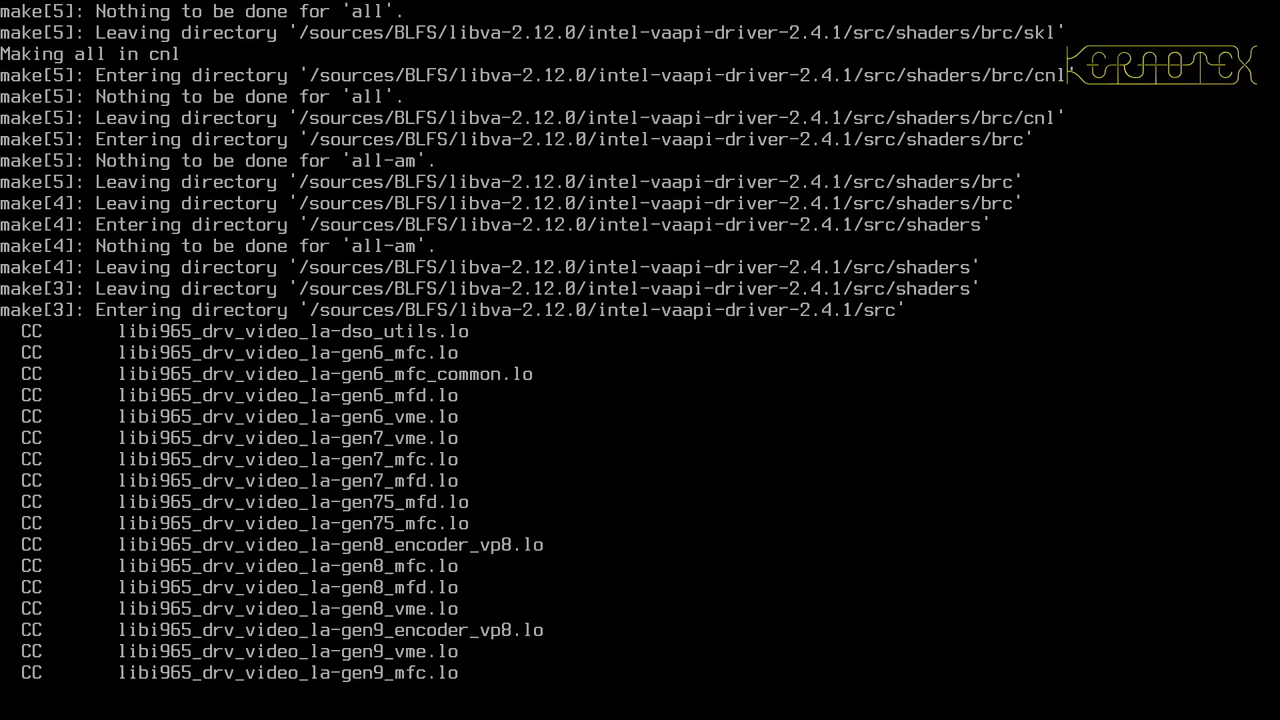 make[5]: Nothing to be done for 'all'.
make[5]: Leaving directory '/sources/BLFS/libva-2.12.0/intel-vaapi-driver-2.4.1/src/shaders/brc/skl'
Making all in cnl
make[5]: Entering directory '/sources/BLFS/libva-2.12.0/intel-vaapi-driver-2.4.1/src/shaders/brc/cnl'
KERNOTEX
make[5]: Nothing to be done for 'all'.
make[5]: Leaving directory '/sources/BLFS/libva-2.12.0/intel-vaapi-driver-2.4.1/src/shaders/brc/cnl'
make[5]: Entering directory '/sources/BLFS/libva-2.12.0/intel-vaapi-driver-2.4.1/src/shaders/brc'
make[5]: Nothing to be done for 'all-am'.
make[5]: Leaving directory '/sources/BLFS/libva-2.12.0/intel-vaapi-driver-2.4.1/src/shaders/brc'
make[4]: Leaving directory '/sources/BLFS/libva-2.12.0/intel-vaapi-driver-2.4.1/src/shaders/brc'
make[4]: Entering directory '/sources/BLFS/libva-2.12.0/intel-vaapi-driver-2.4.1/src/shaders'
make[4]: Nothing to be done for 'all-am'.
make[4]: Leaving directory '/sources/BLFS/libva-2.12.0/intel-vaapi-driver-2.4.1/src/shaders'
make[3]: Leaving directory '/sources/BLFS/libva-2.12.0/intel-vaapi-driver-2.4.1/src/shaders'
make[3]: Entering directory '/sources/BLFS/libva-2.12.0/intel-vaapi-driver-2.4.1/src'
CC libi965_drv_video_la-dso_utils.lo
CC libi965_drv_video_la-gen6_mfc.lo
CC libi965_drv_video_la-gen6_mfc_common.lo
CC libi965_drv_video_la-gen6_mfd.lo
CC libi965_drv_video_la-gen6_vme.lo
CC libi965_drv_video_la-gen7_vme.lo
CC libi965_drv_video_la-gen7_mfc.lo
CC libi965_drv_video_la-gen7_mfd.lo
CC libi965_drv_video_la-gen75_mfd.lo
CC libi965_drv_video_la-gen75_mfc.lo
CC libi965_drv_video_la-gen8_encoder_vp8.lo
CC libi965_drv_video_la-gen8_mfc.lo
CC libi965_drv_video_la-gen8_mfd.lo
CC libi965_drv_video_la-gen8_vme.lo
CC libi965_drv_video_la-gen9_encoder_vp8.lo
CC libi965_drv_video_la-gen9_vme.lo
CC libi965_drv_video_la-gen9_mfc.lo